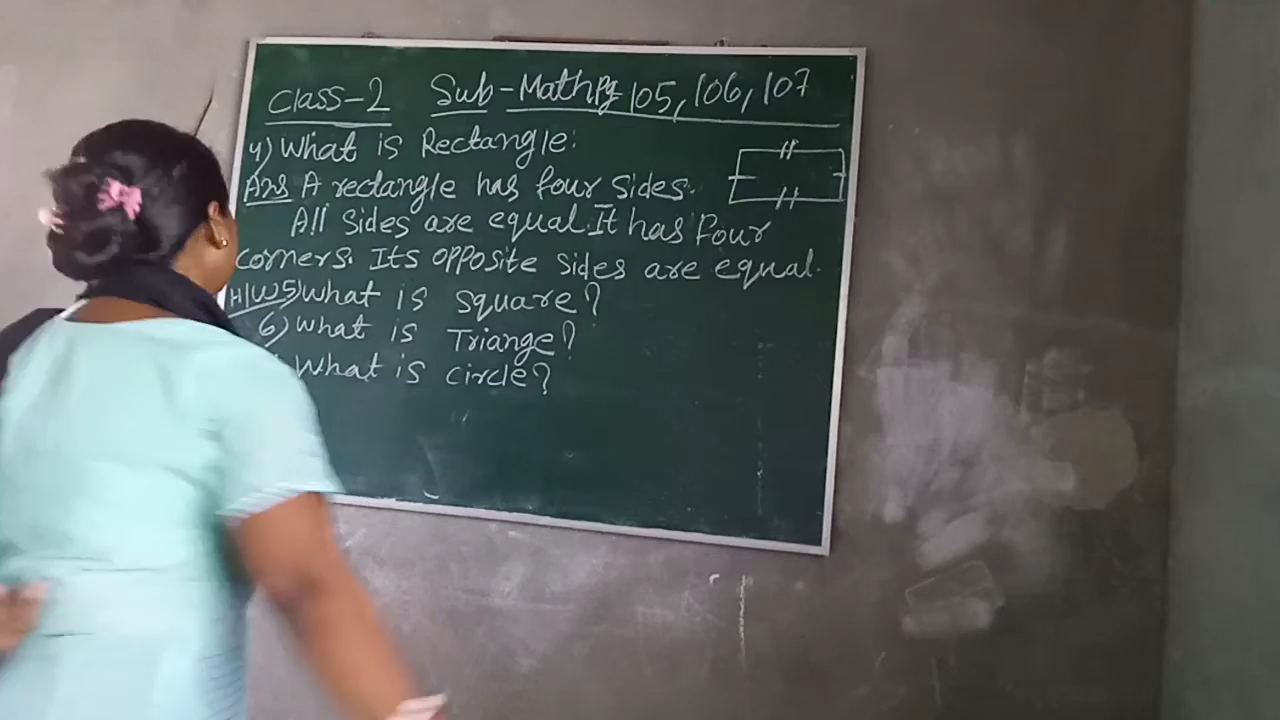 Class-2 Sub-Math Pg-105, 106, 107
4) What is Rectangle:
Ans A rectangle has four sides.
All sides are equal. It has four
corners. Its opposite sides are equal.
H/W 5) What is square?
6) What is Triange?
What is circle?